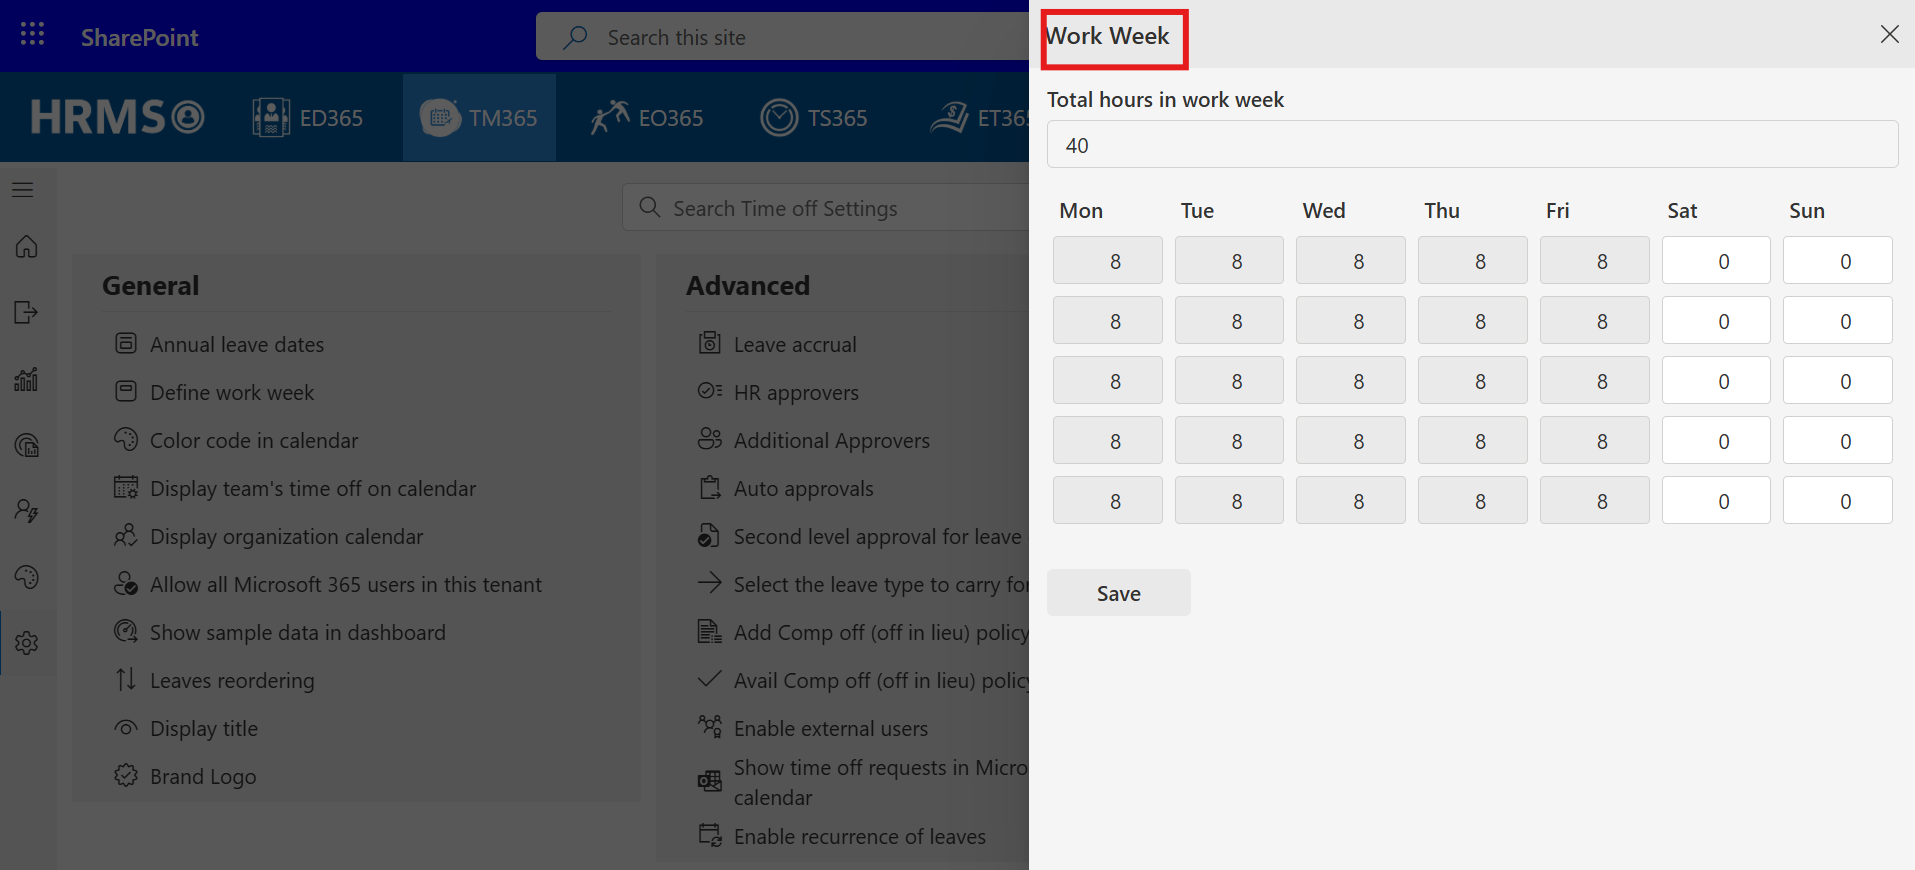 SharePoint
Search this site
HRMS
ED365
TM365
EO365
TS365
ET365
Search Time off Settings
General
Annual leave dates
Define work week
Color code in calendar
Display team's time off on calendar
Display organization calendar
Allow all Microsoft 365 users in this tenant
Show sample data in dashboard
Leaves reordering
Display title
Brand Logo
Advanced
Leave accrual
HR approvers
Additional Approvers
Auto approvals
Second level approval for leave
Select the leave type to carry for
Add Comp off (off in lieu) policy
Avail Comp off (off in lieu) policy
Enable external users
Show time off requests in Micro
calendar
Enable recurrence of leaves
Work Week
Total hours in work week
40
Mon Tue Wed Thu Fri Sat Sun
8 8 8 8 8 0 0
8 8 8 8 8 0 0
8 8 8 8 8 0 0
8 8 8 8 8 0 0
8 8 8 8 8 0 0
Save